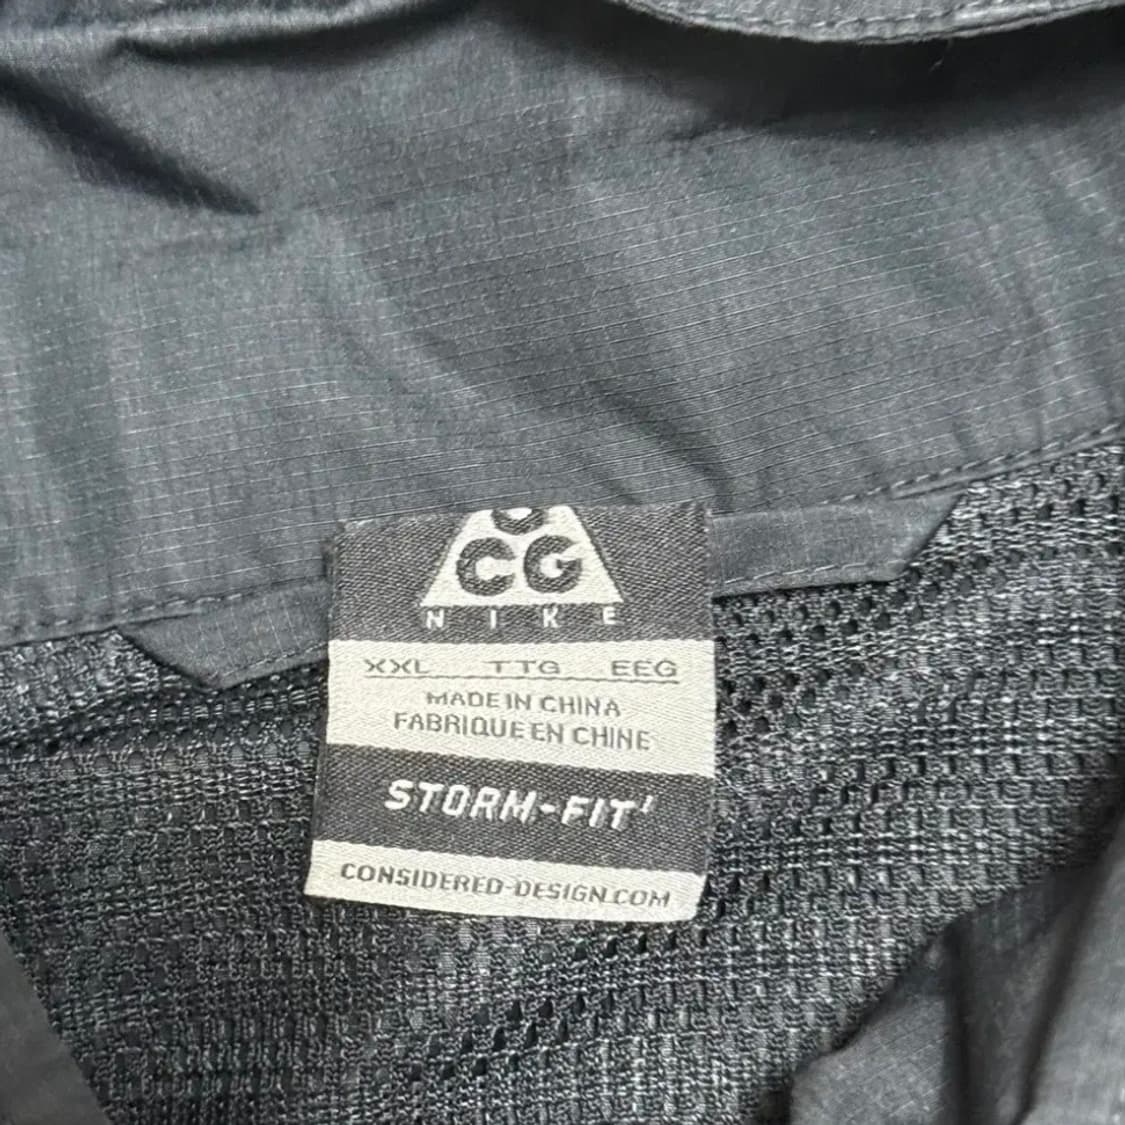 CG
NIKE
XXL TTG EEG
MADE IN CHINA
FABRIQUE EN CHINE
STORM-FIT
CONSIDERED-DESIGN.COM